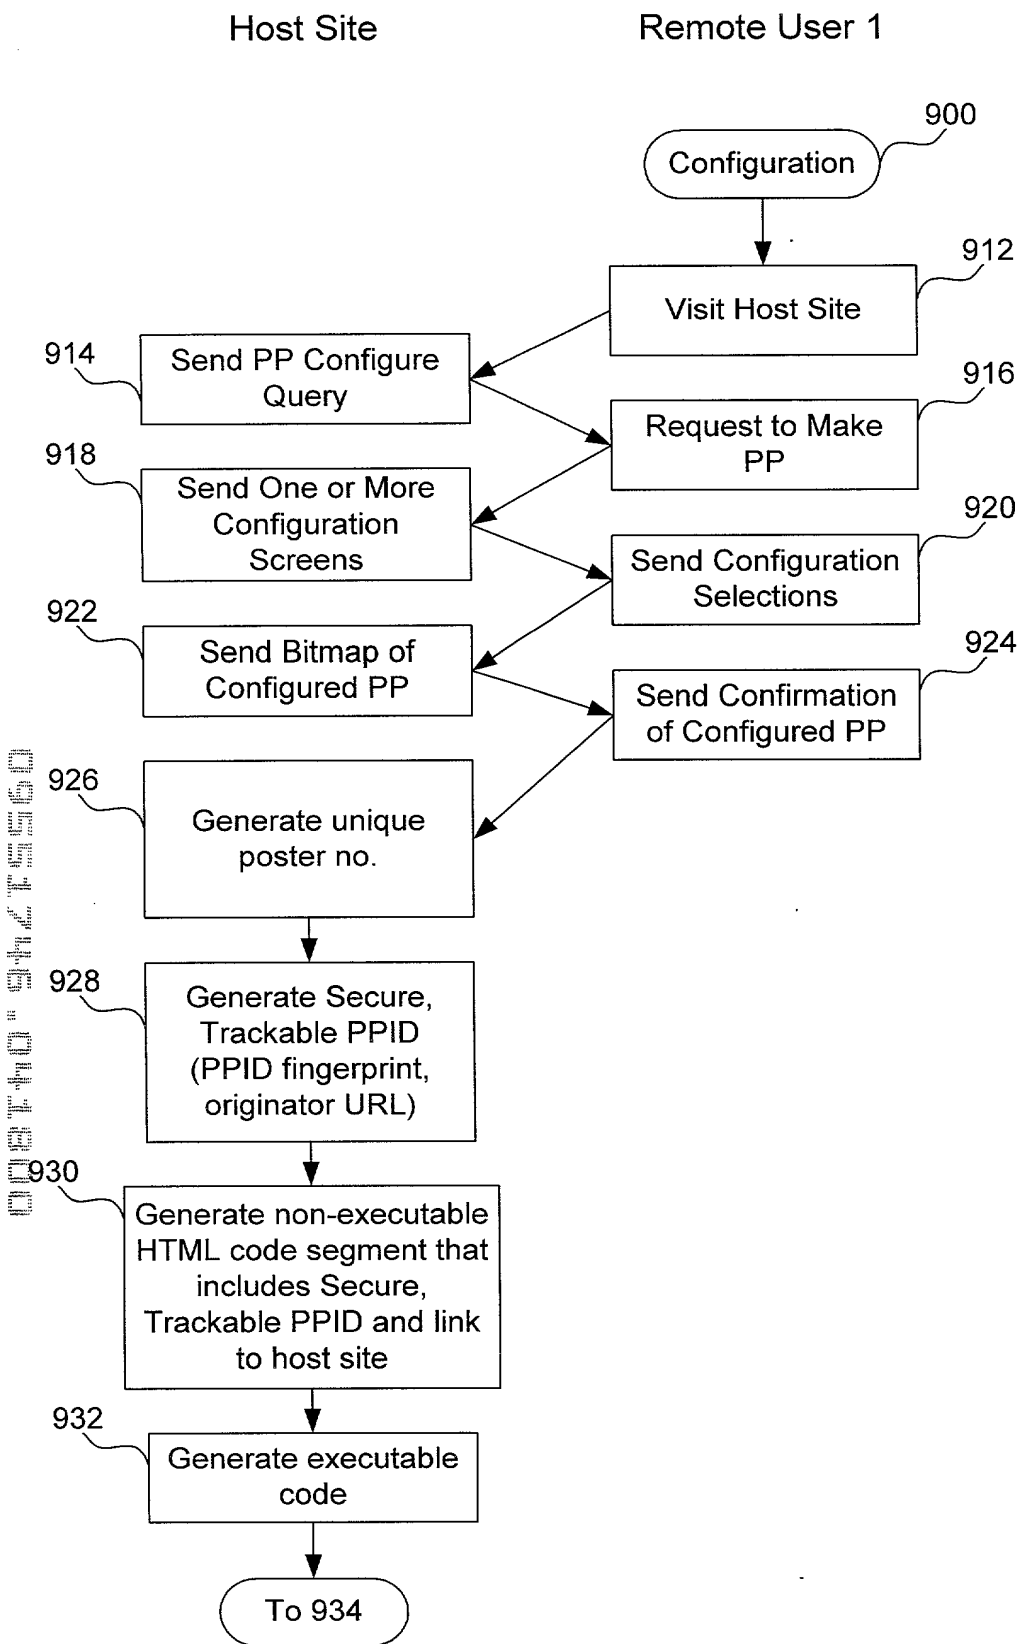 Host Site
Remote User 1
900
Configuration
912
Visit Host Site
914
Send PP Configure
Query
916
Request to Make
PP
918
Send One or More
Configuration
Screens
920
Send Configuration
Selections
922
Send Bitmap of
Configured PP
924
Send Confirmation
of Configured PP
926
Generate unique
poster no.
928
Generate Secure,
Trackable PPID
(PPID fingerprint,
originator URL)
930
Generate non-executable
HTML code segment that
includes Secure,
Trackable PPID and link
to host site
932
Generate executable
code
To 934